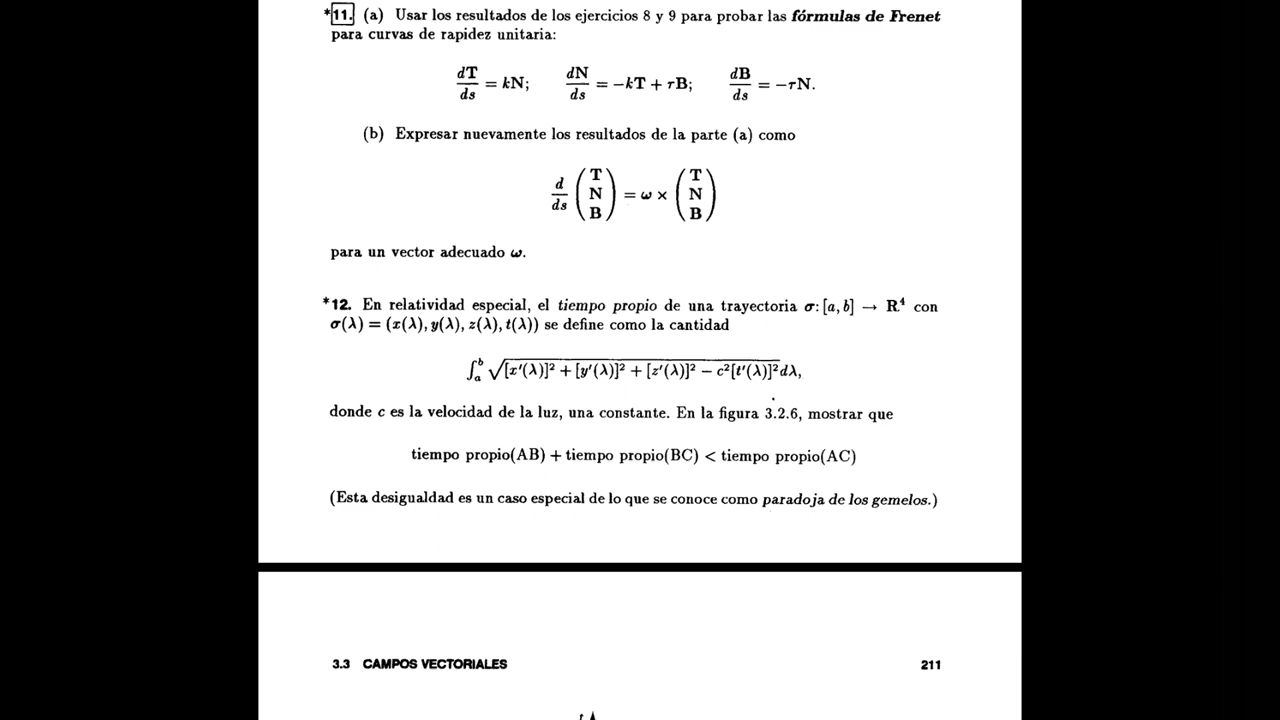 *11. (a) Usar los resultados de los ejercicios 8 y 9 para probar las fórmulas de Frenet
para curvas de rapidez unitaria:
dT/ds = kN; dN/ds = −kT + τB; dB/ds = −τN.
(b) Expresar nuevamente los resultados de la parte (a) como
d/ds (T N B) = ω × (T N B)
para un vector adecuado ω.
*12. En relatividad especial, el tiempo propio de una trayectoria σ: [a, b] → R⁴ con
σ(λ) = (x(λ), y(λ), z(λ), t(λ)) se define como la cantidad
∫ₐᵇ √([x′(λ)]² + [y′(λ)]² + [z′(λ)]² − c²[t′(λ)]²) dλ,
donde c es la velocidad de la luz, una constante. En la figura 3.2.6, mostrar que
tiempo propio(AB) + tiempo propio(BC) < tiempo propio(AC)
(Esta desigualdad es un caso especial de lo que se conoce como paradoja de los gemelos.)
3.3 CAMPOS VECTORIALES 211
t